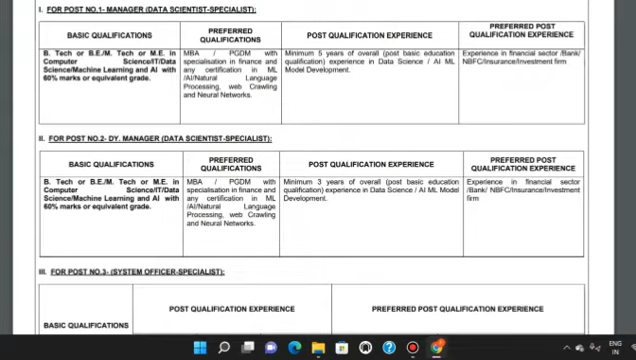 I. FOR POST NO.1- MANAGER (DATA SCIENTIST-SPECIALIST):
BASIC QUALIFICATIONS
PREFERRED
QUALIFICATIONS
POST QUALIFICATION EXPERIENCE
PREFERRED POST
QUALIFICATION EXPERIENCE
B. Tech or B.E./M. Tech or M.E. in
Computer Science/IT/Data
Science/Machine Learning and AI with
60% marks or equivalent grade.
MBA / PGDM with
specialisation in finance and
any certification in ML
/AI/Natural Language
Processing, web Crawling
and Neural Networks.
Minimum 5 years of overall (post basic education
qualification) experience in Data Science / AI ML
Model Development.
Experience in financial sector /Bank/
NBFC/Insurance/Investment firm
II. FOR POST NO.2- DY. MANAGER (DATA SCIENTIST-SPECIALIST):
BASIC QUALIFICATIONS
PREFERRED
QUALIFICATIONS
POST QUALIFICATION EXPERIENCE
PREFERRED POST
QUALIFICATION EXPERIENCE
B. Tech or B.E./M. Tech or M.E. in
Computer Science/IT/Data
Science/Machine Learning and AI with
60% marks or equivalent grade.
MBA / PGDM with
specialisation in finance and
any certification in ML
/AI/Natural Language
Processing, web Crawling
and Neural Networks.
Minimum 3 years of overall (post basic education
qualification) experience in Data Science / AI ML Model
Development.
Experience in financial sector
/Bank/ NBFC/Insurance/Investment
firm
III. FOR POST NO.3- (SYSTEM OFFICER-SPECIALIST):
POST QUALIFICATION EXPERIENCE
PREFERRED POST QUALIFICATION EXPERIENCE
BASIC QUALIFICATIONS
ENG
IN